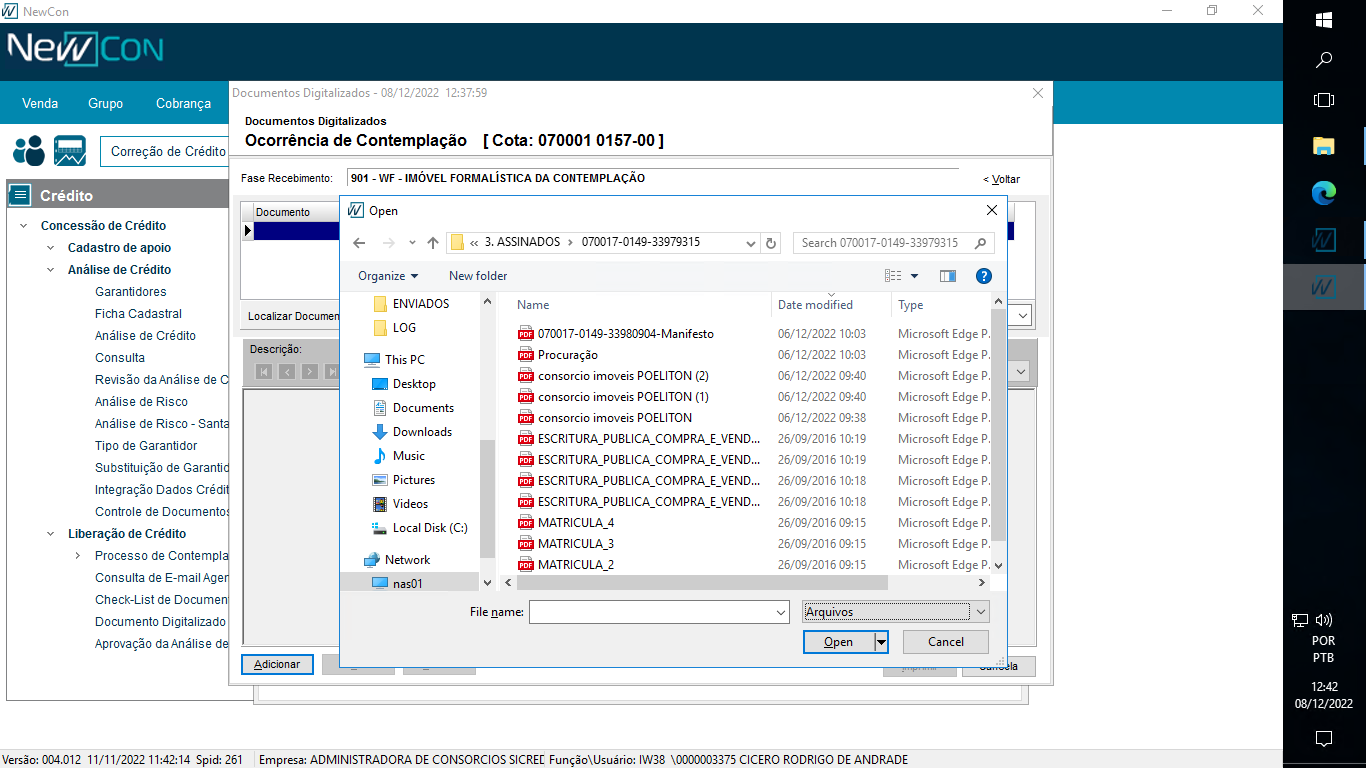 NewCon
NewCon
Venda Grupo Cobrança
Correção de Crédito
Crédito
Concessão de Crédito
Cadastro de apoio
Análise de Crédito
Garantidores
Ficha Cadastral
Análise de Crédito
Consulta
Revisão da Análise de C
Análise de Risco
Análise de Risco - Santa
Tipo de Garantidor
Substituição de Garantid
Integração Dados Crédit
Controle de Documentos
Liberação de Crédito
Processo de Contempla
Consulta de E-mail Agen
Check-List de Documen
Documento Digitalizado
Aprovação da Análise de
Documentos Digitalizados - 08/12/2022 12:37:59
Documentos Digitalizados
Ocorrência de Contemplação [ Cota: 070001 0157-00 ]
Fase Recebimento: 901 - WF - IMÓVEL FORMALÍSTICA DA CONTEMPLAÇÃO < Voltar
Documento
Localizar Documen
Descrição:
Adicionar
Open
« 3. ASSINADOS > 070017-0149-33979315
Search 070017-0149-33979315
Organize New folder
ENVIADOS
LOG
This PC
Desktop
Documents
Downloads
Music
Pictures
Videos
Local Disk (C:)
Network
nas01
Name Date modified Type
PDF 070017-0149-33980904-Manifesto 06/12/2022 10:03 Microsoft Edge P.
PDF Procuração 06/12/2022 10:03 Microsoft Edge P.
PDF consorcio imoveis POELITON (2) 06/12/2022 09:40 Microsoft Edge P.
PDF consorcio imoveis POELITON (1) 06/12/2022 09:40 Microsoft Edge P.
PDF consorcio imoveis POELITON 06/12/2022 09:38 Microsoft Edge P.
PDF ESCRITURA_PUBLICA_COMPRA_E_VEND... 26/09/2016 10:19 Microsoft Edge P.
PDF ESCRITURA_PUBLICA_COMPRA_E_VEND... 26/09/2016 10:19 Microsoft Edge P.
PDF ESCRITURA_PUBLICA_COMPRA_E_VEND... 26/09/2016 10:18 Microsoft Edge P.
PDF ESCRITURA_PUBLICA_COMPRA_E_VEND... 26/09/2016 10:18 Microsoft Edge P.
PDF MATRICULA_4 26/09/2016 09:15 Microsoft Edge P.
PDF MATRICULA_3 26/09/2016 09:15 Microsoft Edge P.
PDF MATRICULA_2 26/09/2016 09:15 Microsoft Edge P.
File name: Arquivos
Open Cancel
POR
PTB
12:42
08/12/2022
Versão: 004.012 11/11/2022 11:42:14 Spid: 261 Empresa: ADMINISTRADORA DE CONSORCIOS SICRED Função\Usuário: IW38 \0000003375 CICERO RODRIGO DE ANDRADE